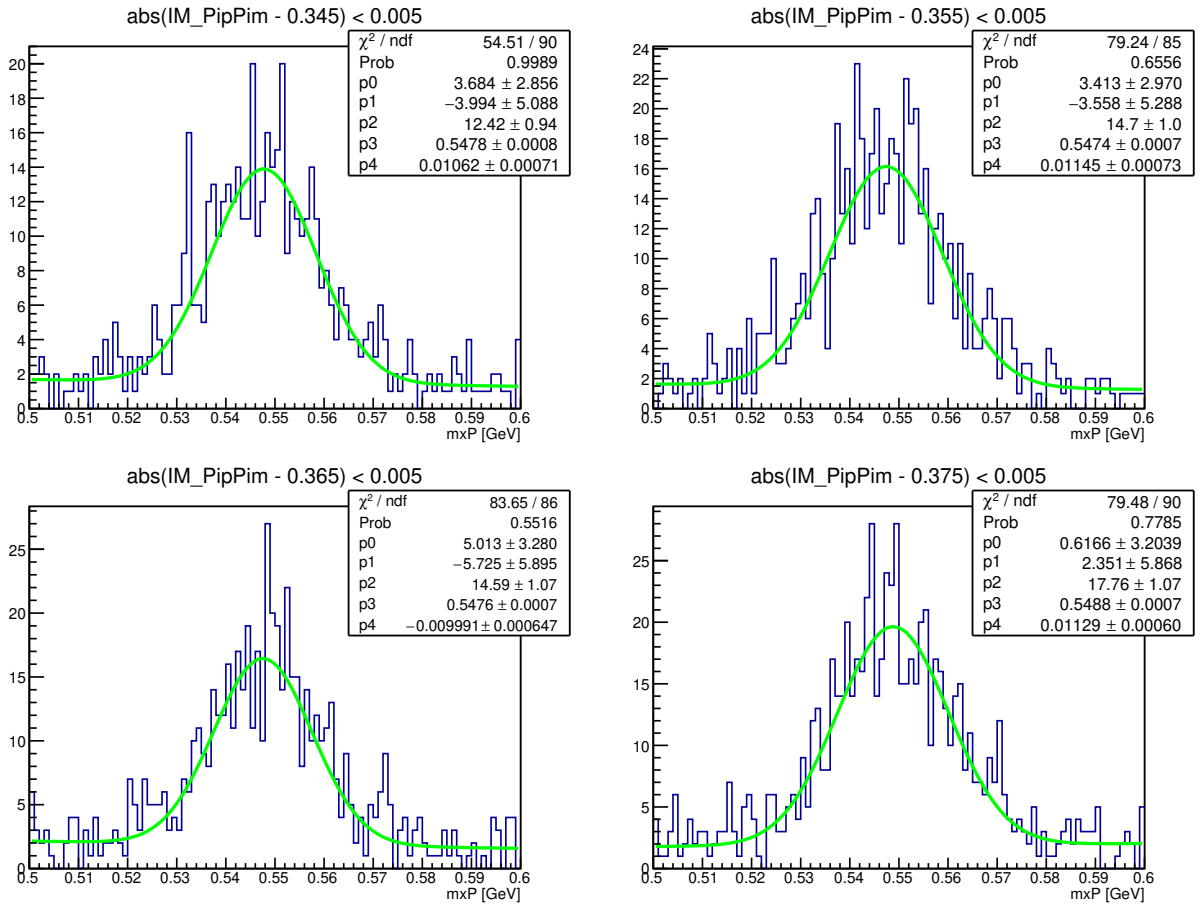 abs(IM_PipPim - 0.345) < 0.005
χ² / ndf 54.51 / 90
Prob 0.9989
p0 3.684 ± 2.856
p1 −3.994 ± 5.088
p2 12.42 ± 0.94
p3 0.5478 ± 0.0008
p4 0.01062 ± 0.00071
20
18
16
14
12
10
8
6
4
2
0
0.5 0.51 0.52 0.53 0.54 0.55 0.56 0.57 0.58 0.59 0.6
mxP [GeV]
abs(IM_PipPim - 0.355) < 0.005
χ² / ndf 79.24 / 85
Prob 0.6556
p0 3.413 ± 2.970
p1 −3.558 ± 5.288
p2 14.7 ± 1.0
p3 0.5474 ± 0.0007
p4 0.01145 ± 0.00073
24
22
20
18
16
14
12
10
8
6
4
2
0
0.5 0.51 0.52 0.53 0.54 0.55 0.56 0.57 0.58 0.59 0.6
mxP [GeV]
abs(IM_PipPim - 0.365) < 0.005
χ² / ndf 83.65 / 86
Prob 0.5516
p0 5.013 ± 3.280
p1 −5.725 ± 5.895
p2 14.59 ± 1.07
p3 0.5476 ± 0.0007
p4 −0.009991 ± 0.000647
25
20
15
10
5
0
0.5 0.51 0.52 0.53 0.54 0.55 0.56 0.57 0.58 0.59 0.6
mxP [GeV]
abs(IM_PipPim - 0.375) < 0.005
χ² / ndf 79.48 / 90
Prob 0.7785
p0 0.6166 ± 3.2039
p1 2.351 ± 5.868
p2 17.76 ± 1.07
p3 0.5488 ± 0.0007
p4 0.01129 ± 0.00060
25
20
15
10
5
0
0.5 0.51 0.52 0.53 0.54 0.55 0.56 0.57 0.58 0.59 0.6
mxP [GeV]